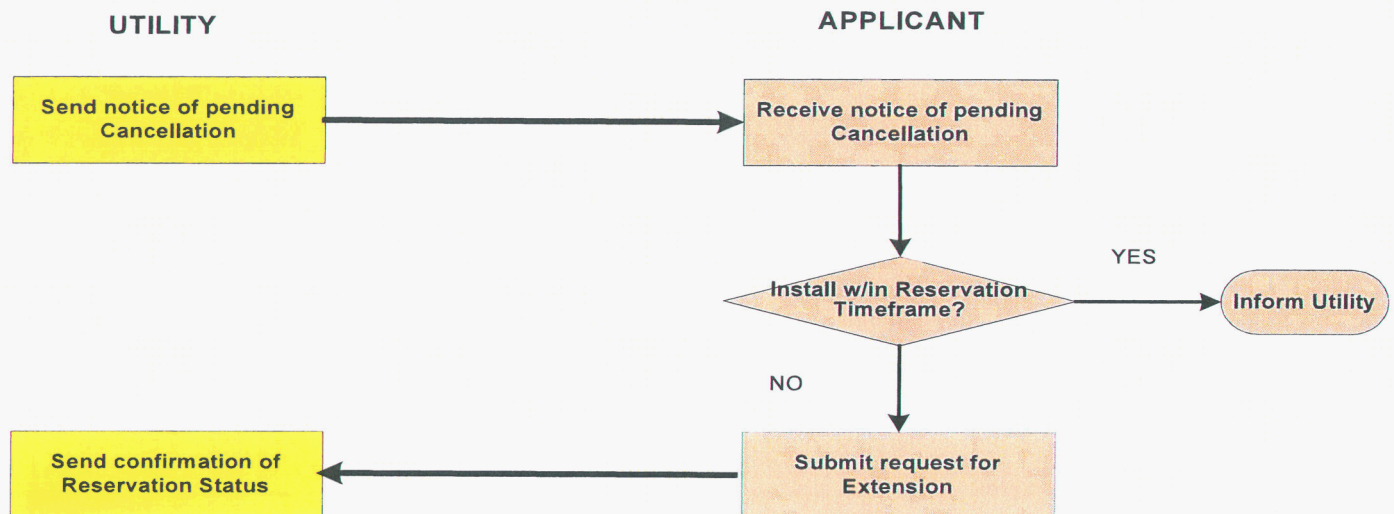 UTILITY
APPLICANT
Send notice of pending
Cancellation
Receive notice of pending
Cancellation
Install w/in Reservation
Timeframe?
YES
Inform Utility
NO
Submit request for
Extension
Send confirmation of
Reservation Status